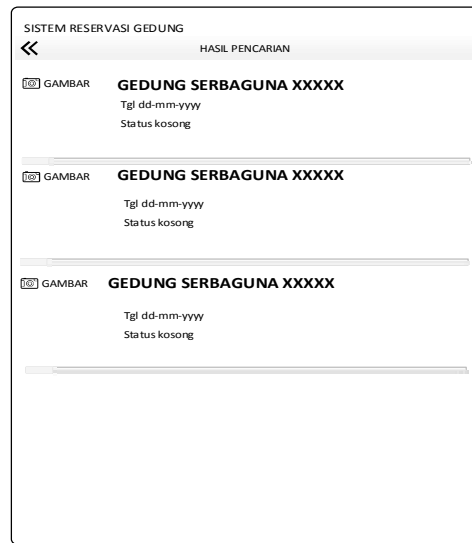 SISTEM RESERVASI GEDUNG
HASIL PENCARIAN
GAMBAR
GEDUNG SERBAGUNA XXXXX
Tgl dd-mm-yyyy
Status kosong
GAMBAR
GEDUNG SERBAGUNA XXXXX
Tgl dd-mm-yyyy
Status kosong
GAMBAR
GEDUNG SERBAGUNA XXXXX
Tgl dd-mm-yyyy
Status kosong